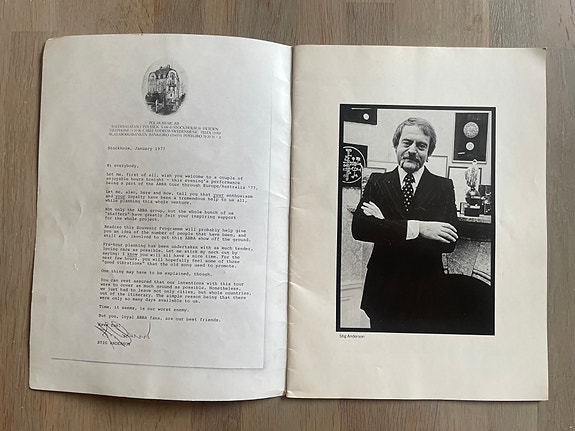 POLAR MUSIC AB
Stockholm, January 1977
Hi everybody,
Let me, first of all, wish you welcome to a couple of
enjoyable hours tonight - this evening's performance
being a part of the ABBA tour through Europe/Australia '77.
Let me, also, here and now, tell you that your enthusiasm
and your loyalty have been a tremendous help to us all,
while planning this whole venture.
Not only the ABBA group, but the whole bunch of us
"staffers" have greatly felt your inspiring support
for the whole project.
Reading this Souvenir Programme will probably help give
you an idea of the number of people that have been, and
still are, involved to get this ABBA show off the ground.
Pre-tour planning has been undertaken with as much tender,
loving care as possible. Let me stick my neck out by
saying: I know you will all have a nice time. For the
next few hours, you will hopefully feel some of those
"good vibrations" that the old song used to promote.
One thing may have to be explained, though.
You can rest assured that our intentions with this tour
were to cover as much ground as possible. Nonetheless,
we just had to leave not only cities, but whole countries,
out of the itinerary. The simple reason being that there
were only so many days available to us.
Time, it seems, is our worst enemy.
But you, loyal ABBA fans, are our best friends.
Have fun!
STIG ANDERSON
Stig Anderson